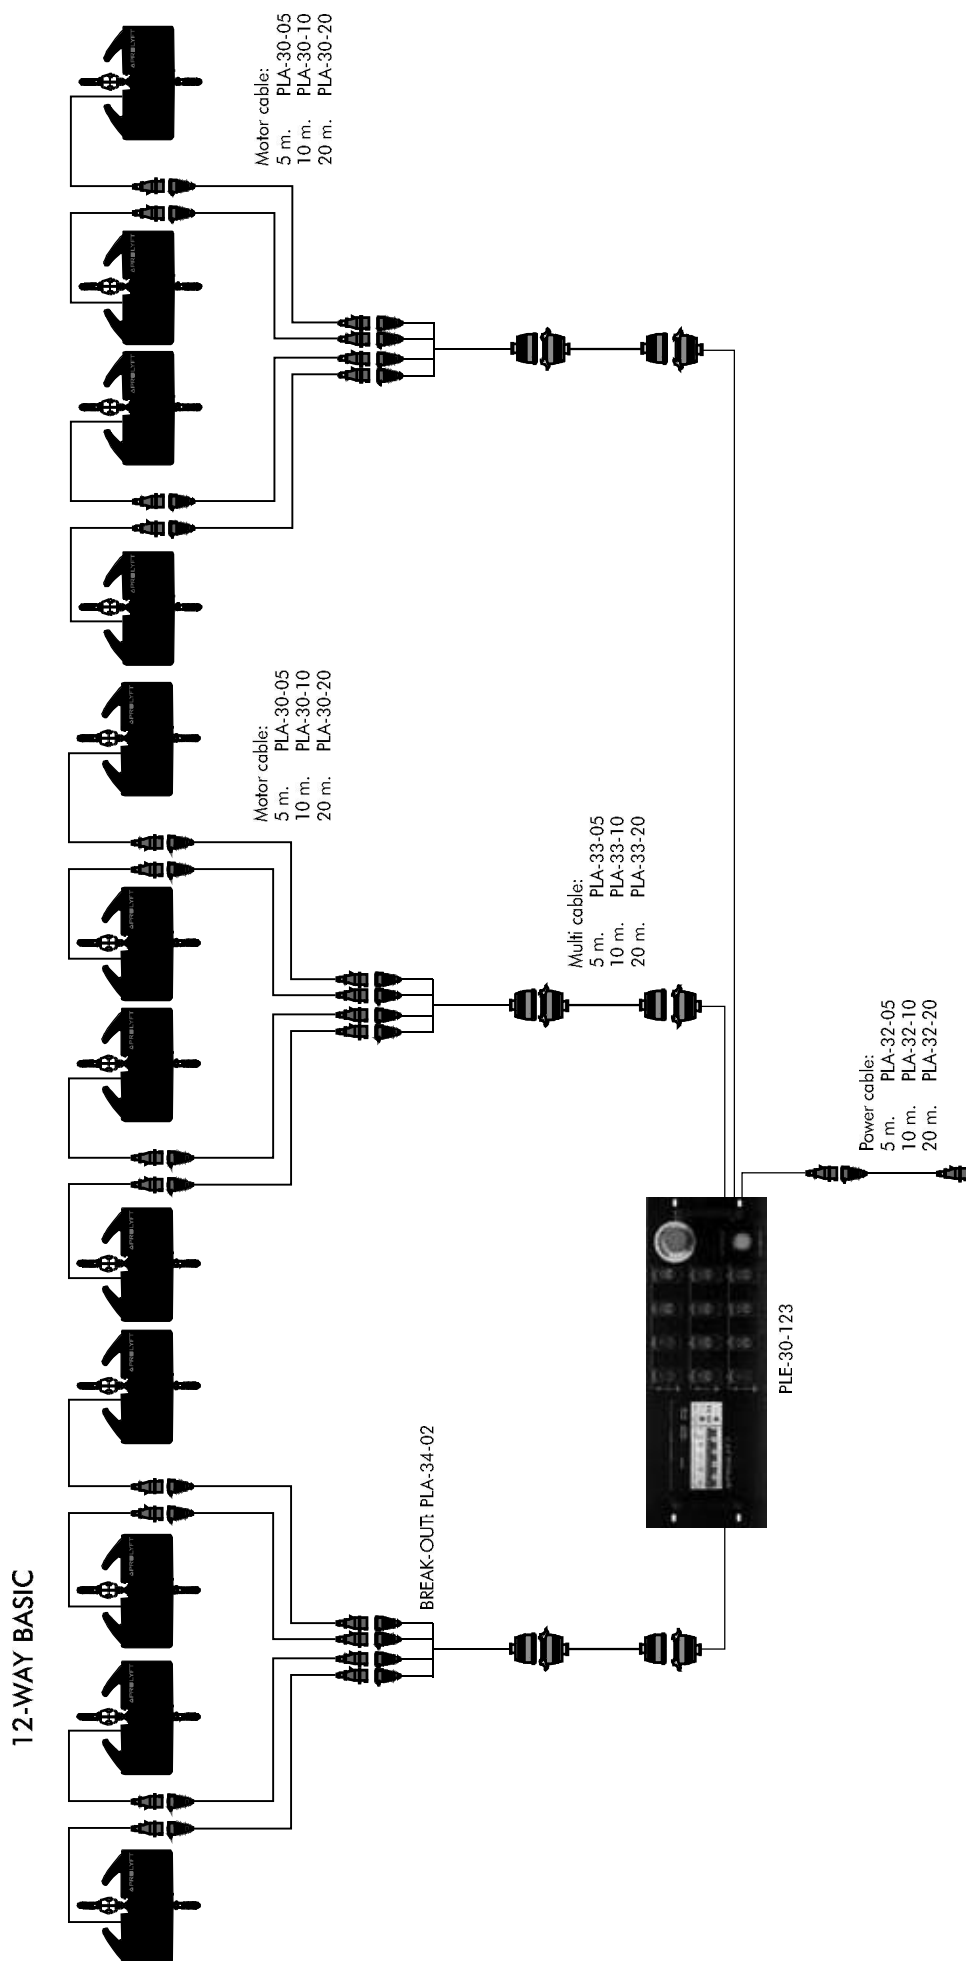 12-WAY BASIC
BREAK-OUT: PLA-34-02
Motor cable:
5 m. PLA-30-05
10 m. PLA-30-10
20 m. PLA-30-20
Motor cable:
5 m. PLA-30-05
10 m. PLA-30-10
20 m. PLA-30-20
Multi cable:
5 m. PLA-33-05
10 m. PLA-33-10
20 m. PLA-33-20
PLE-30-123
Power cable:
5 m. PLA-32-05
10 m. PLA-32-10
20 m. PLA-32-20